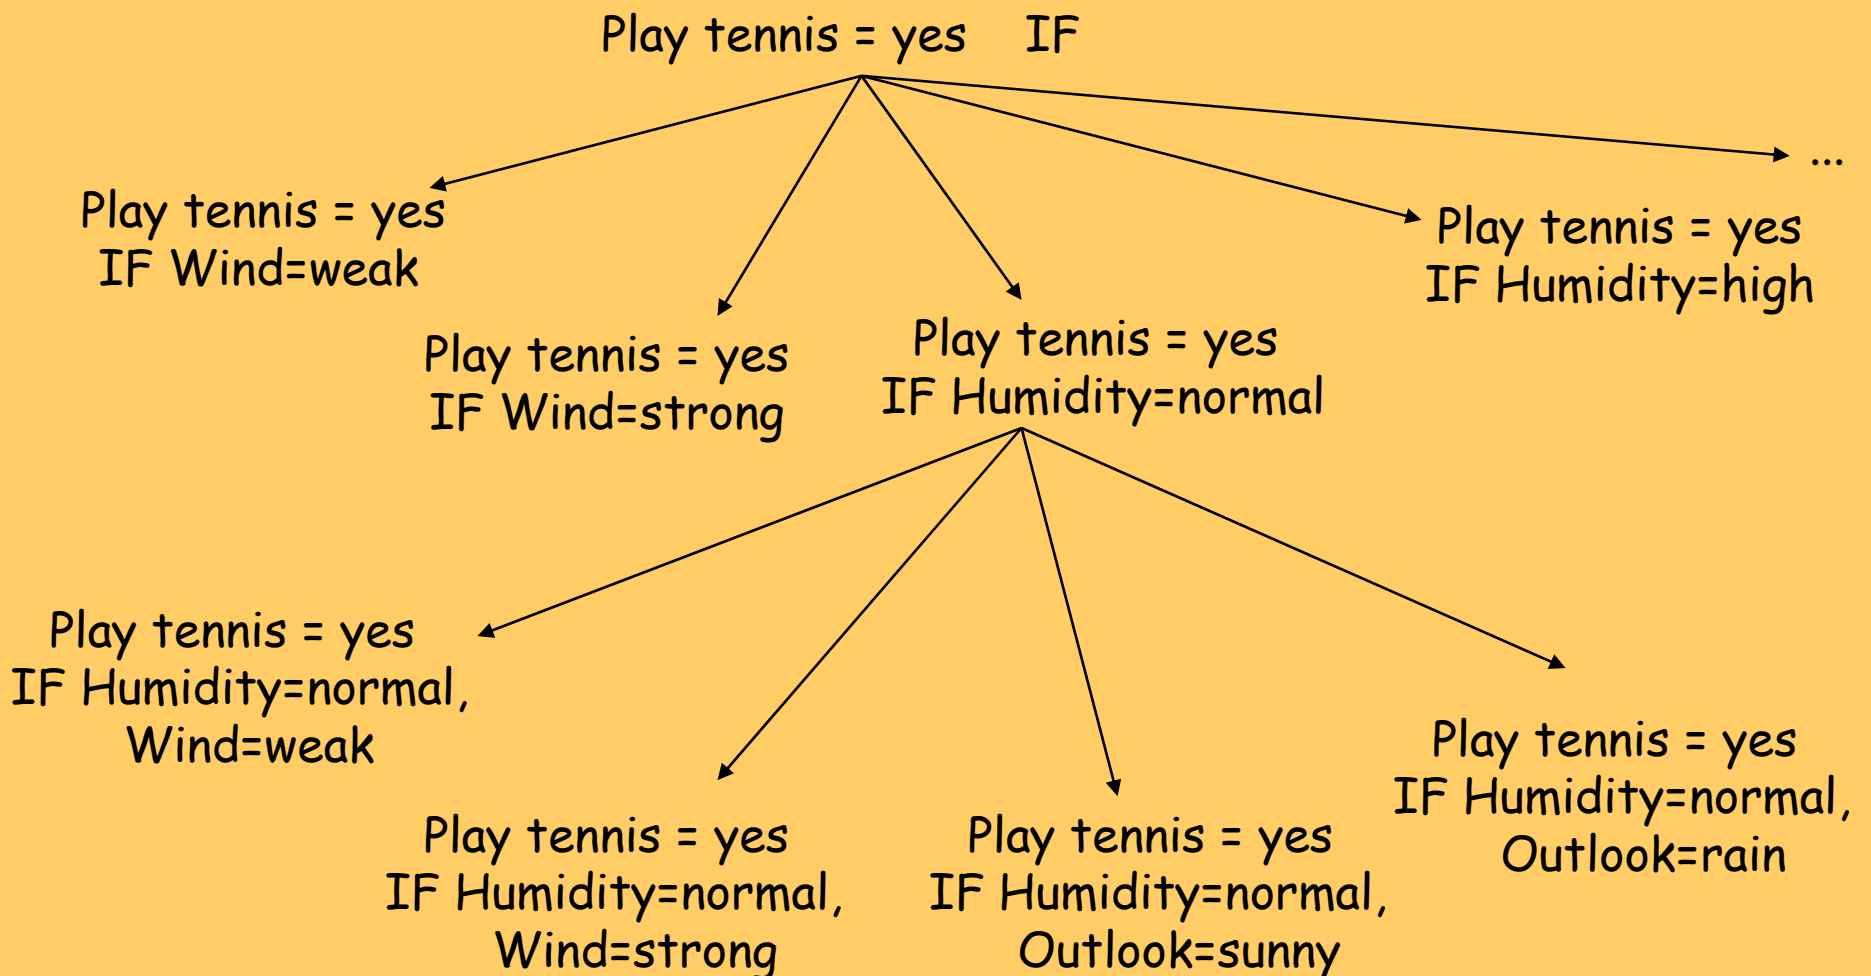 Play tennis = yes IF
...
Play tennis = yes
IF Wind=weak
Play tennis = yes
IF Humidity=high
Play tennis = yes
IF Wind=strong
Play tennis = yes
IF Humidity=normal
Play tennis = yes
IF Humidity=normal,
Wind=weak
Play tennis = yes
IF Humidity=normal,
Wind=strong
Play tennis = yes
IF Humidity=normal,
Outlook=sunny
Play tennis = yes
IF Humidity=normal,
Outlook=rain